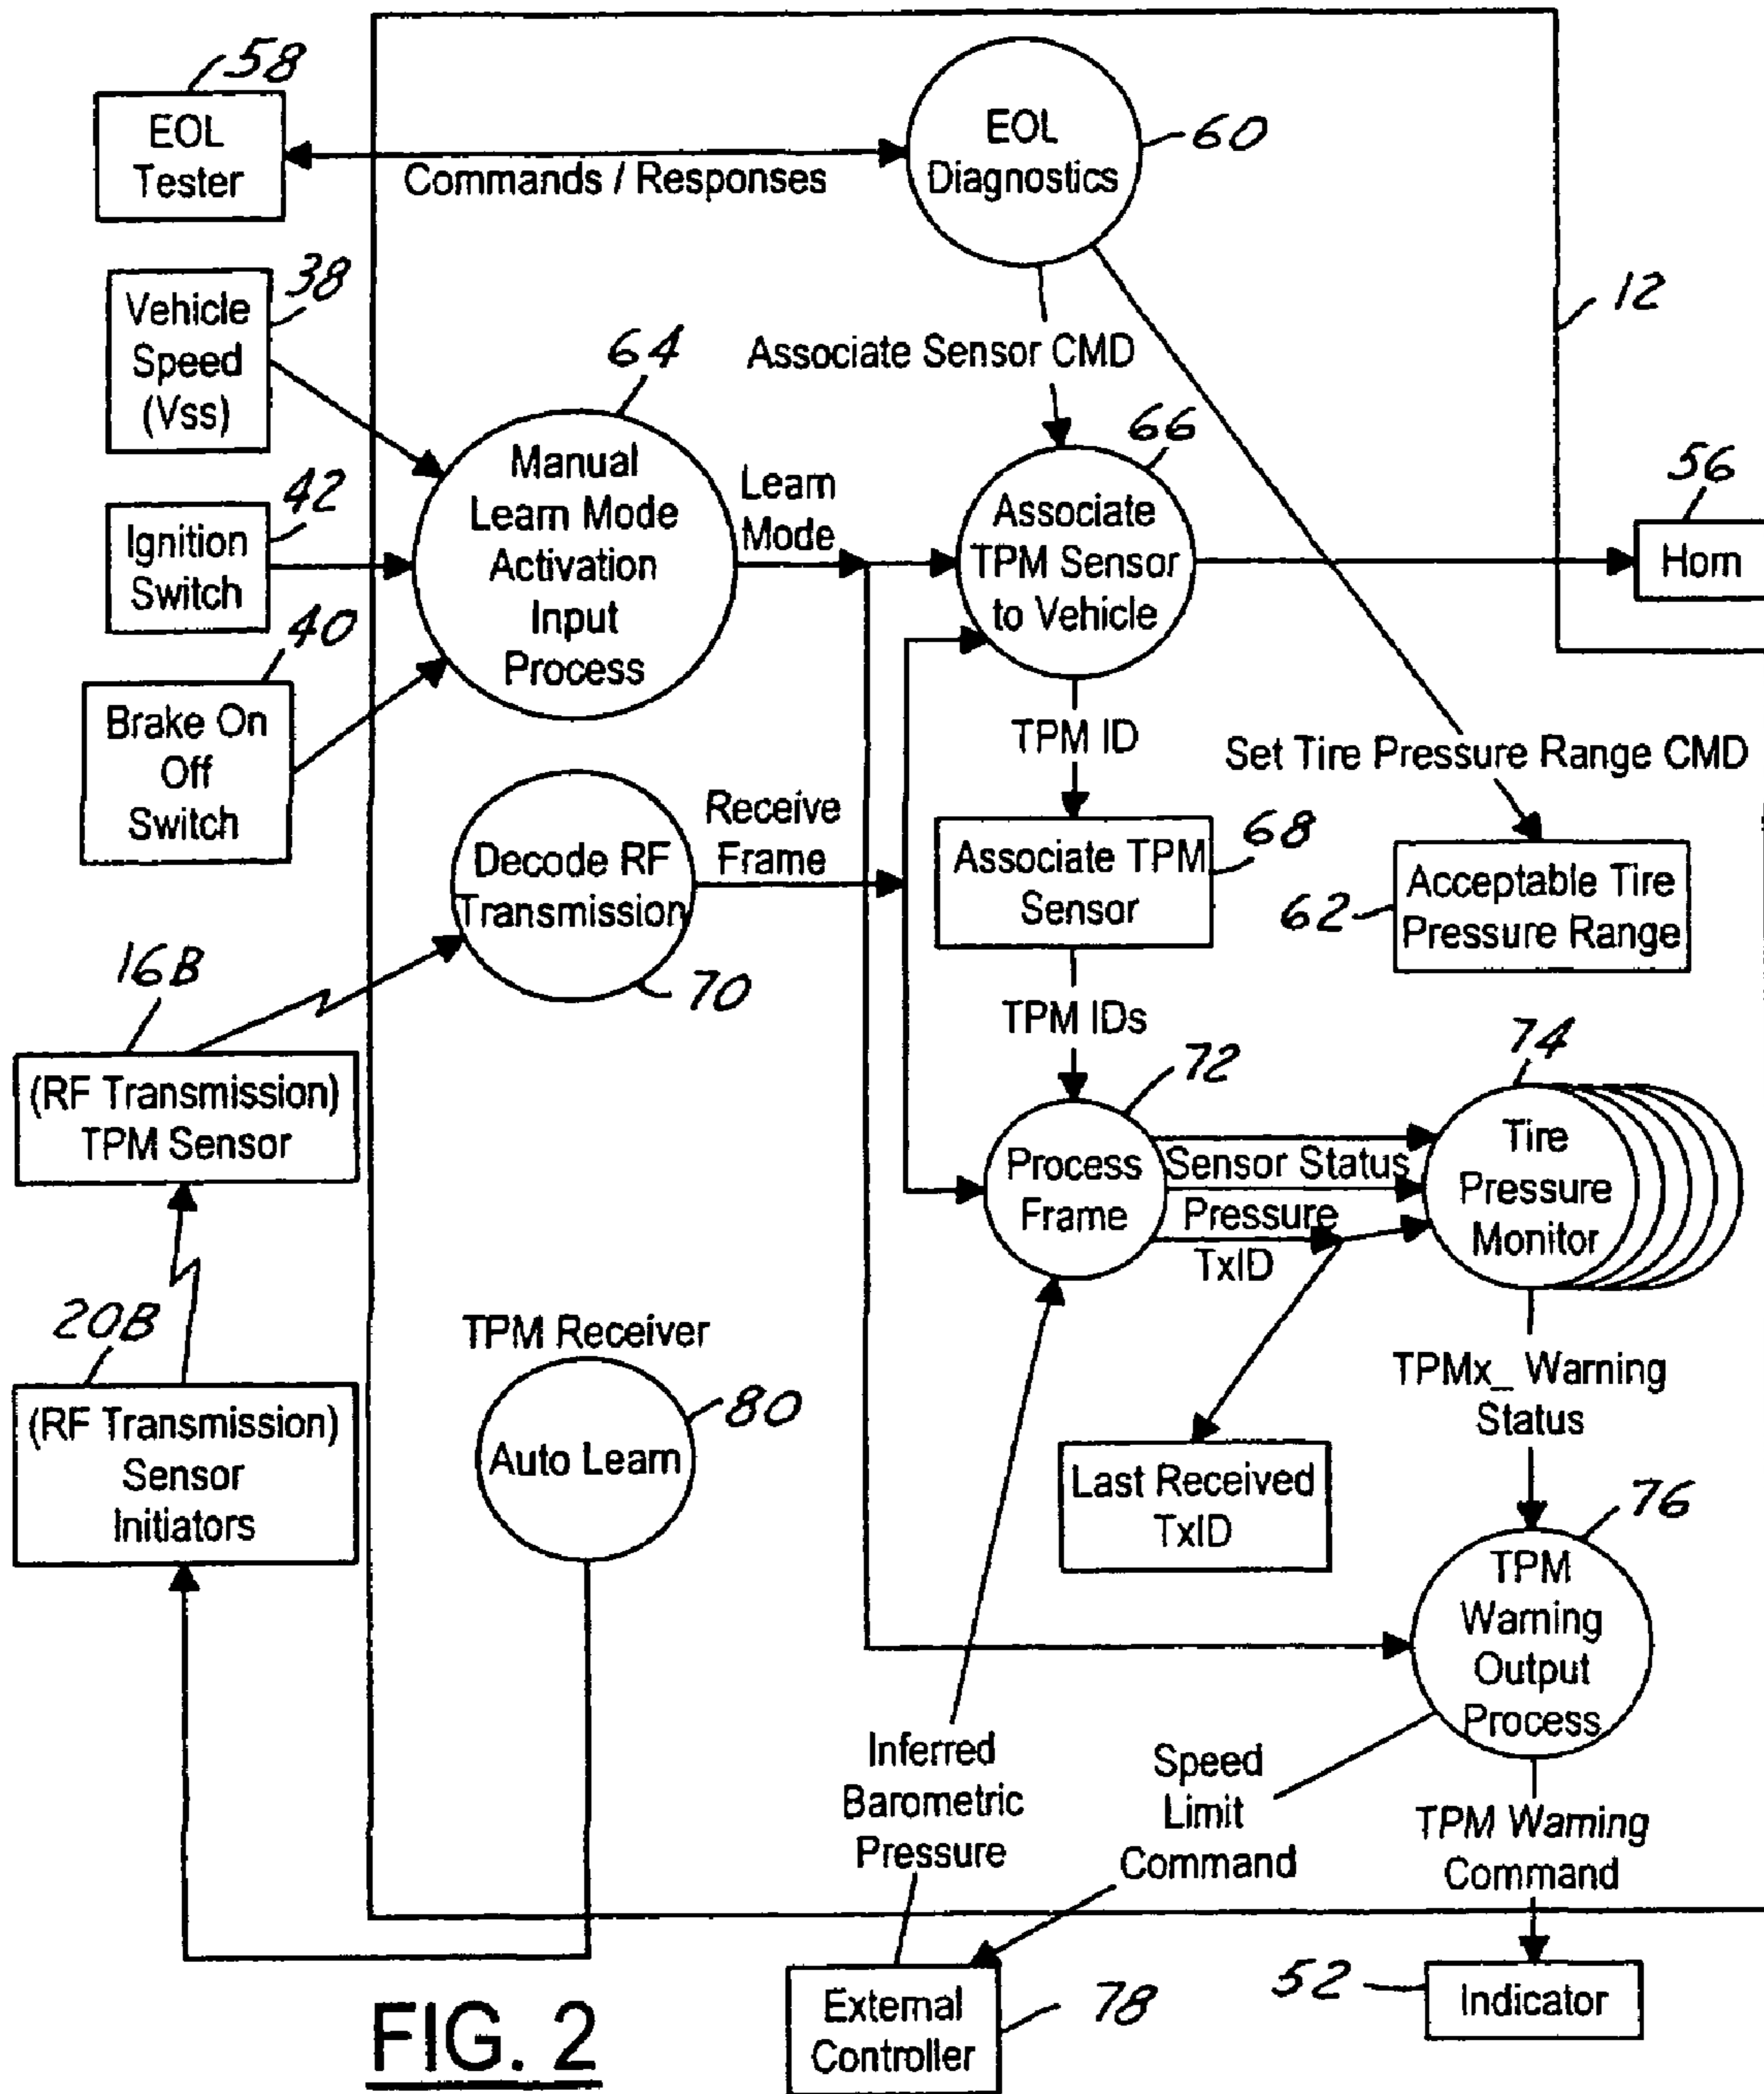 58
EOL
Tester
Commands / Responses
EOL
Diagnostics
60
12
Vehicle
Speed
(Vss)
38
Associate Sensor CMD
64
Manual
Learn Mode
Activation
Input
Process
Learn
Mode
66
Associate
TPM Sensor
to Vehicle
56
Horn
Ignition
Switch
42
40
Brake On
Off
Switch
TPM ID
Set Tire Pressure Range CMD
Decode RF
Transmission
70
Receive
Frame
Associate TPM
Sensor
68
62
Acceptable Tire
Pressure Range
16B
(RF Transmission)
TPM Sensor
TPM IDs
72
Process
Frame
Sensor Status
Pressure
TxID
74
Tire
Pressure
Monitor
20B
(RF Transmission)
Sensor
Initiators
TPM Receiver
80
Auto Learn
Last Received
TxID
TPMx_ Warning
Status
76
TPM
Warning
Output
Process
Inferred
Barometric
Pressure
Speed
Limit
Command
TPM Warning
Command
External
Controller
78
52
Indicator
FIG. 2